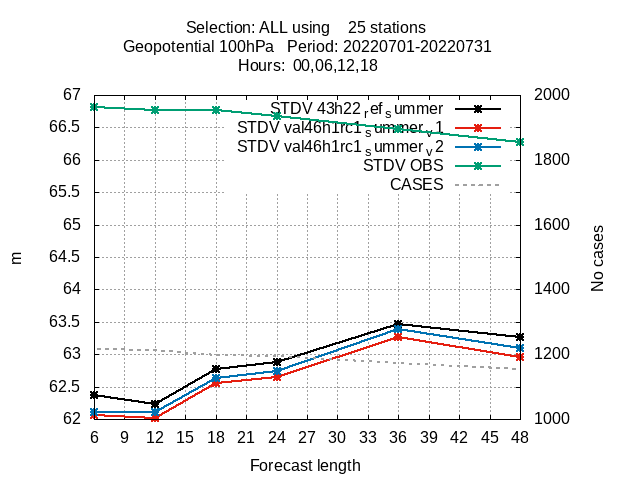 Selection: ALL using    25 stations
Geopotential 100hPa   Period: 20220701-20220731
Hours:  00,06,12,18
67
66.5
66
65.5
65
64.5
64
63.5
63
62.5
62
2000
1800
1600
1400
1200
1000
STDV 43h22_ref_summer
STDV val46h1rc1_summer_v1
STDV val46h1rc1_summer_v2
STDV OBS
CASES
m
No cases
6 9 12 15 18 21 24 27 30 33 36 39 42 45 48
Forecast length